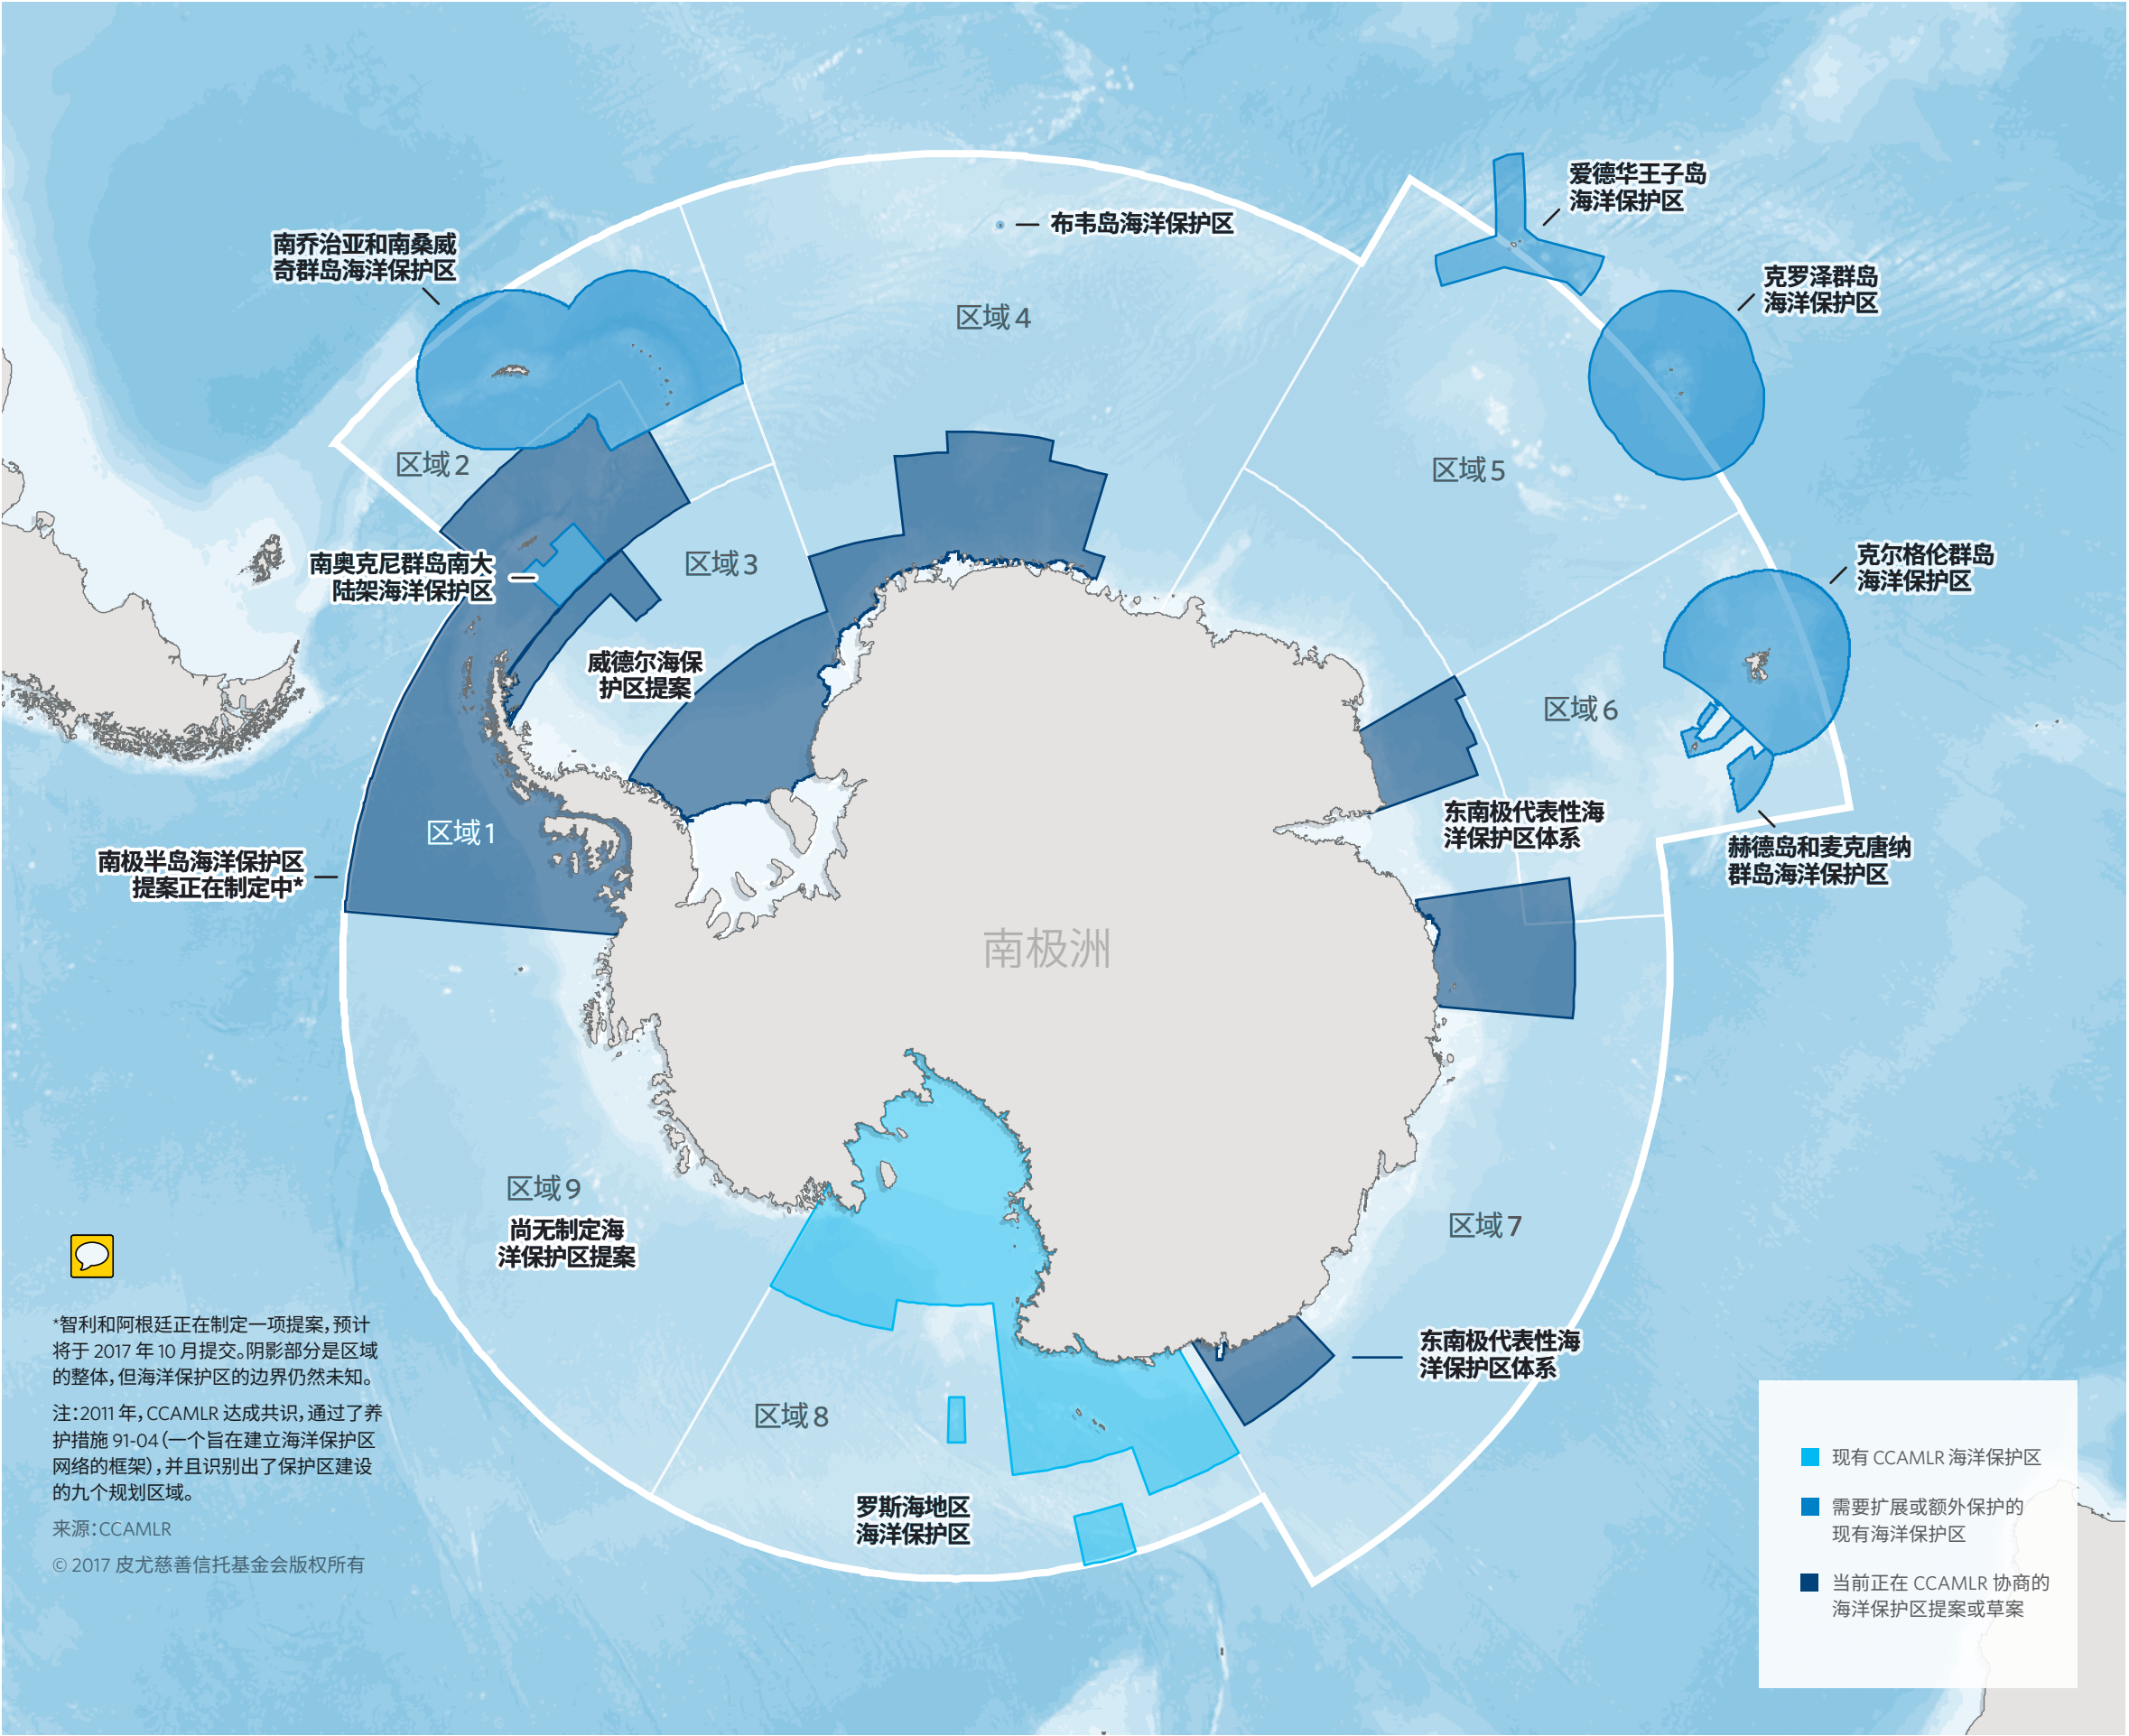 爱德华王子岛
海洋保护区
布韦岛海洋保护区
南乔治亚和南桑威
奇群岛海洋保护区
克罗泽群岛
海洋保护区
区域 4
区域 2
区域 5
南奥克尼群岛南大
陆架海洋保护区
区域 3
克尔格伦群岛
海洋保护区
威德尔海保
护区提案
区域 6
区域 1
东南极代表性海
洋保护区体系
赫德岛和麦克唐纳
群岛海洋保护区
南极半岛海洋保护区
提案正在制定中*
南极洲
区域 9
尚无制定海
洋保护区提案
区域 7
东南极代表性海
洋保护区体系
区域 8
罗斯海地区
海洋保护区
*智利和阿根廷正在制定一项提案，预计
将于 2017 年 10 月提交。阴影部分是区域
的整体，但海洋保护区的边界仍然未知。
注：2011 年，CCAMLR 达成共识，通过了养
护措施 91-04（一个旨在建立海洋保护区
网络的框架），并且识别出了保护区建设
的九个规划区域。
来源：CCAMLR
© 2017 皮尤慈善信托基金会版权所有
现有 CCAMLR 海洋保护区
需要扩展或额外保护的
现有海洋保护区
当前正在 CCAMLR 协商的
海洋保护区提案或草案